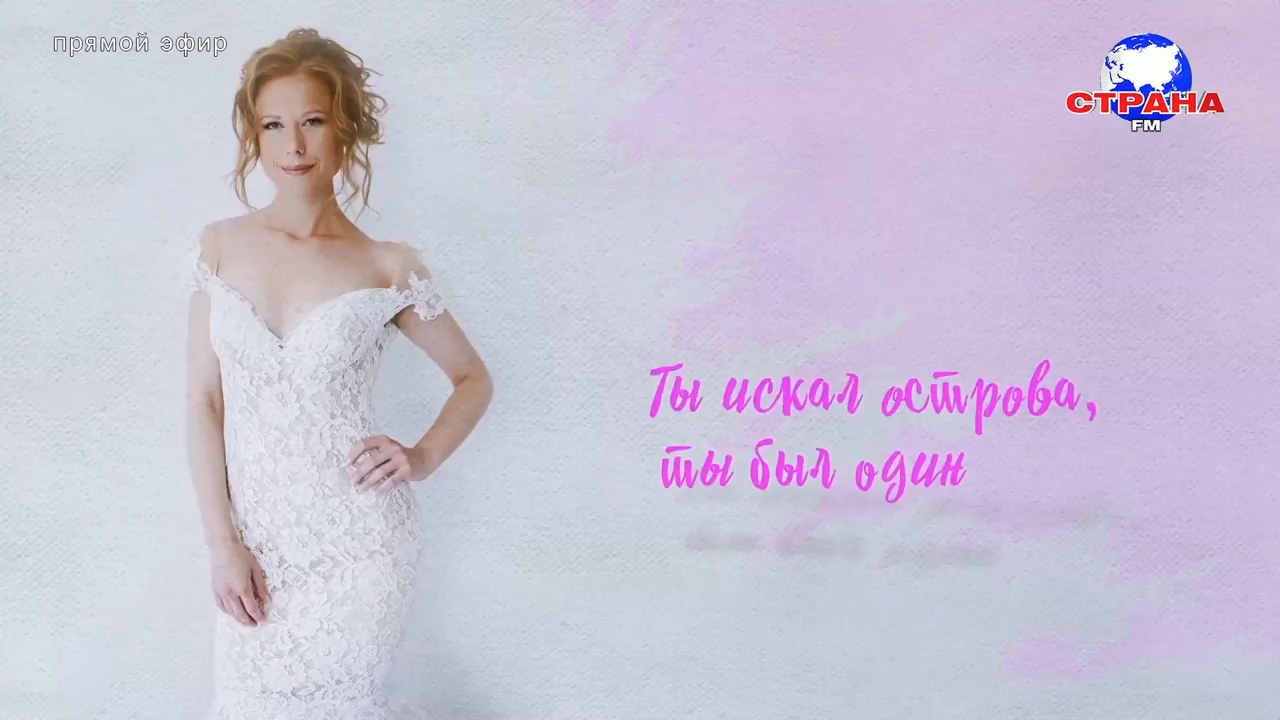 прямой эфир
СТРАНА
FM
Ты искал острова,
ты был один